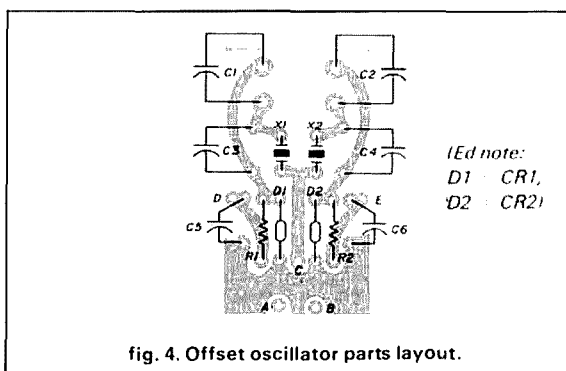 C1
C2
X1
X2
C3
C4
D
D1
D2
E
C5
C6
R1
R2
C
A
B
(Ed note:
D1 = CR1,
D2 = CR2)
fig. 4. Offset oscillator parts layout.